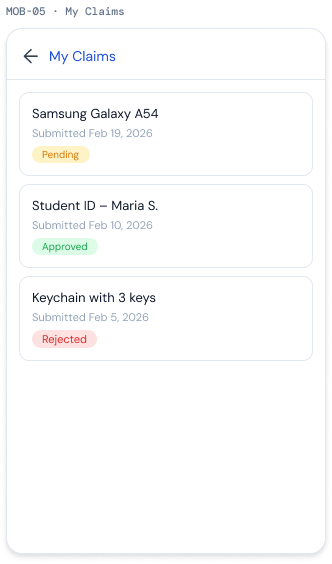 MOB-05 · My Claims
My Claims
Samsung Galaxy A54
Submitted Feb 19, 2026
Pending
Student ID – Maria S.
Submitted Feb 10, 2026
Approved
Keychain with 3 keys
Submitted Feb 5, 2026
Rejected